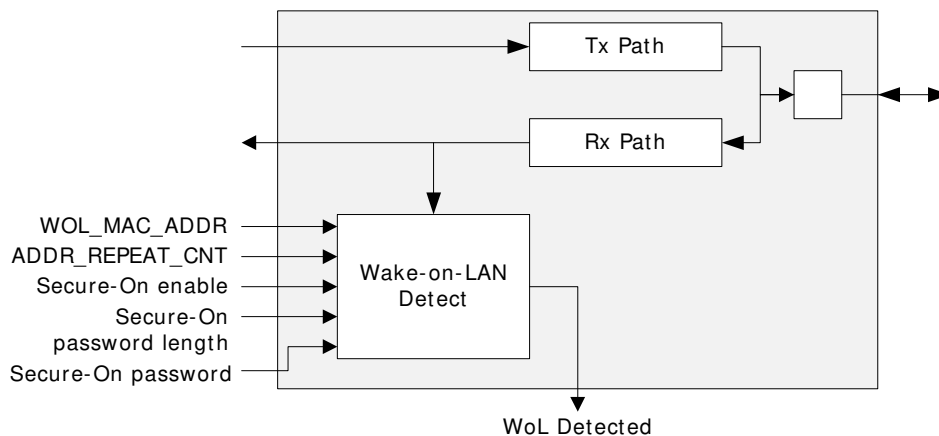 Tx Path
Rx Path
WOL_MAC_ADDR
ADDR_REPEAT_CNT
Secure-On enable
Secure-On
password length
Secure-On password
Wake-on-LAN
Detect
WoL Detected